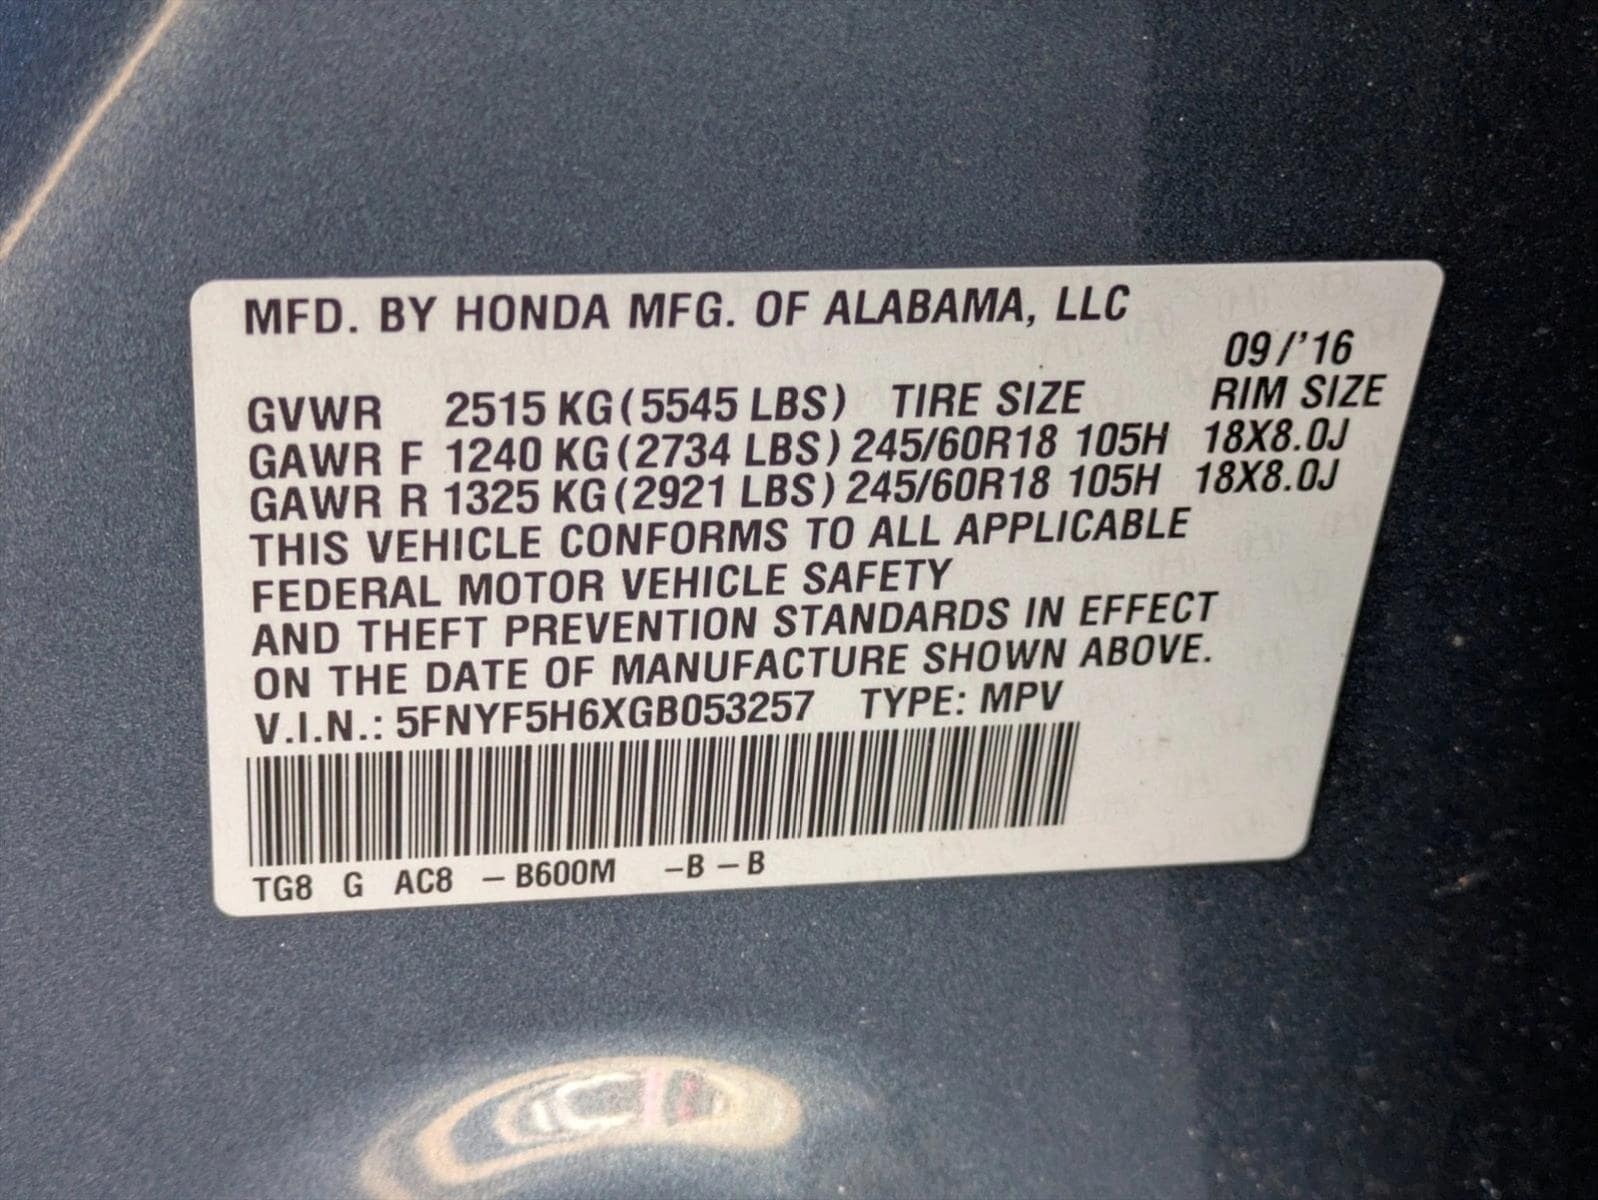 MFD. BY HONDA MFG. OF ALABAMA, LLC
09/'16
GVWR 2515 KG (5545 LBS) TIRE SIZE RIM SIZE
GAWR F 1240 KG (2734 LBS) 245/60R18 105H 18X8.0J
GAWR R 1325 KG (2921 LBS) 245/60R18 105H 18X8.0J
THIS VEHICLE CONFORMS TO ALL APPLICABLE
FEDERAL MOTOR VEHICLE SAFETY
AND THEFT PREVENTION STANDARDS IN EFFECT
ON THE DATE OF MANUFACTURE SHOWN ABOVE.
V.I.N.: 5FNYF5H6XGB053257 TYPE: MPV
TG8 G AC8 –B600M –B–B